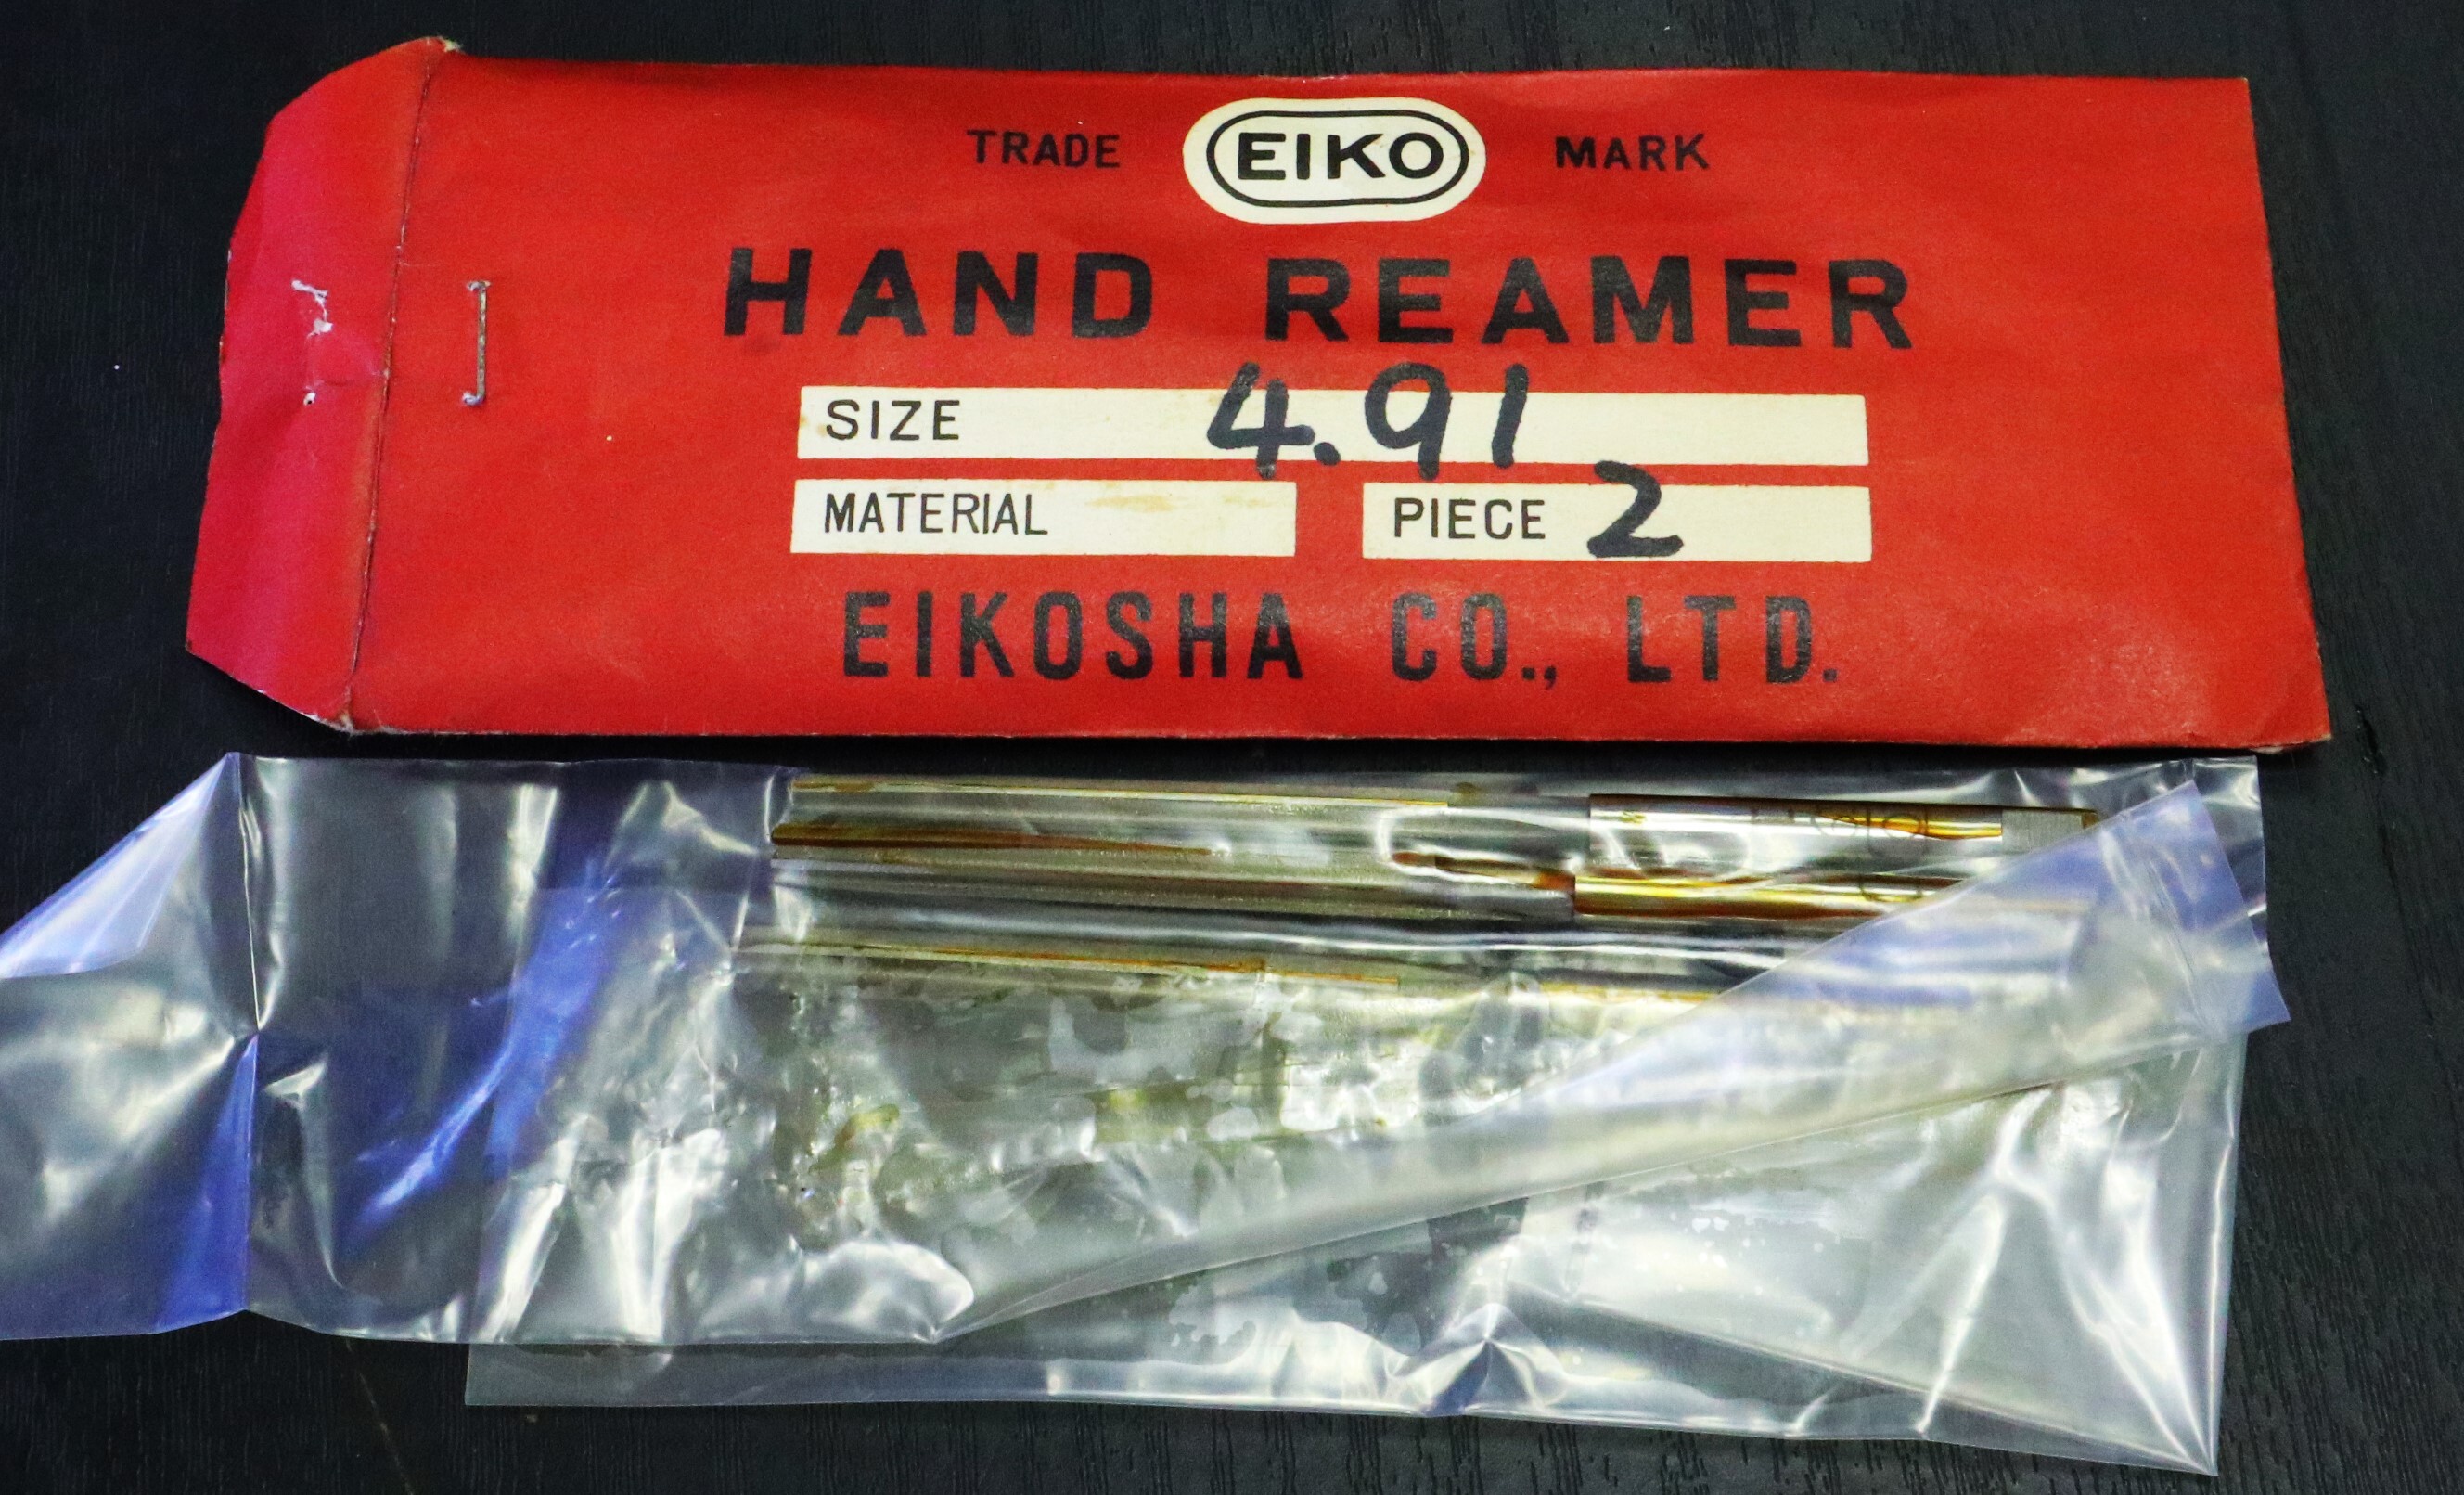 TRADE EIKO MARK
HAND REAMER
SIZE 4.91
MATERIAL
PIECE 2
EIKOSHA CO., LTD.